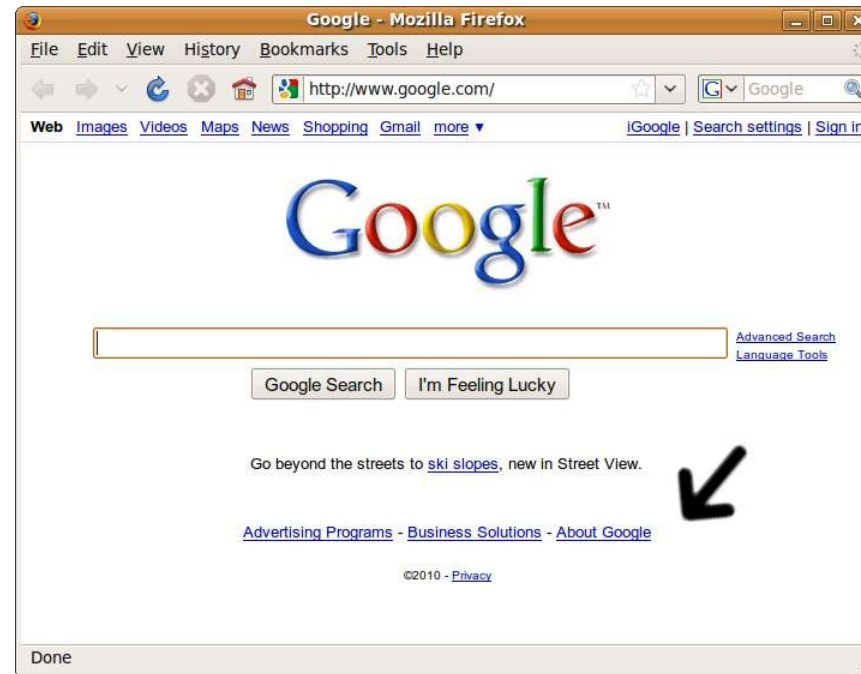 Google - Mozilla Firefox
File Edit View History Bookmarks Tools Help
http://www.google.com/ G Google
Web Images Videos Maps News Shopping Gmail more ▼ iGoogle | Search settings | Sign in
Google™
Advanced Search
Language Tools
Google Search I'm Feeling Lucky
Go beyond the streets to ski slopes, new in Street View.
Advertising Programs - Business Solutions - About Google
©2010 - Privacy
Done